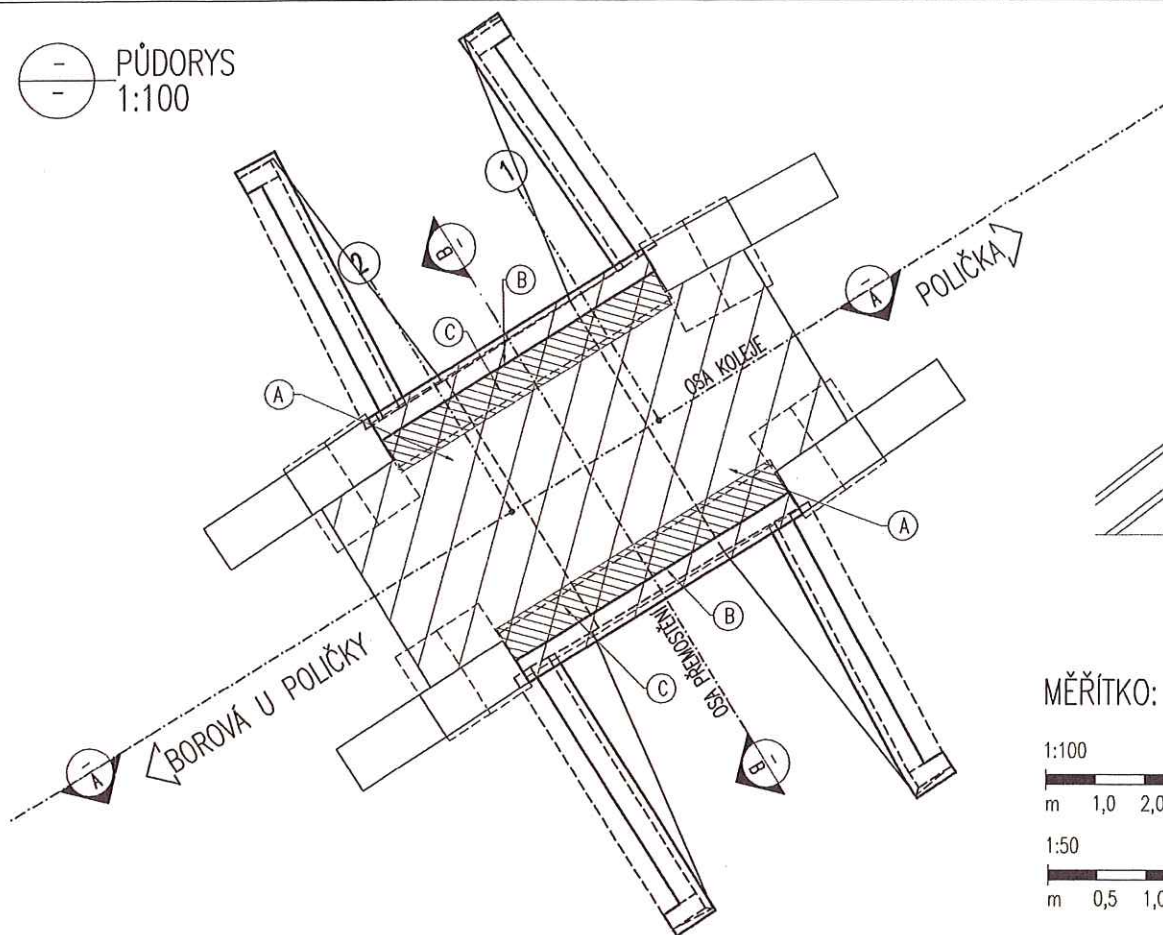 -
-
PŮDORYS
1:100
1
2
-
B
B
C
A
-
A
POLIČKA
OSA KOLEJE
A
B
C
OSA PŘEMOSTĚNÍ
BOROVÁ U POLIČKY
-
A
-
B
MĚŘÍTKO:
1:100
m 1,0 2,0
1:50
m 0,5 1,0